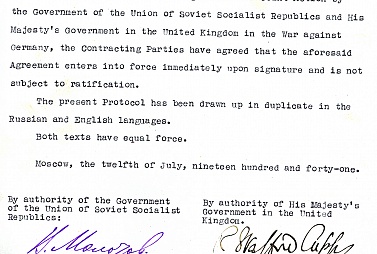 the Government of the Union of Soviet Socialist Republics and His
Majesty's Government in the United Kingdom in the War against
Germany, the Contracting Parties have agreed that the aforesaid
Agreement enters into force immediately upon signature and is not
subject to ratification.
The present Protocol has been drawn up in duplicate in the
Russian and English languages.
Both texts have equal force.
Moscow, the twelfth of July, nineteen hundred and forty-one.
By authority of the Government
of the Union of Soviet Socialist
Republics:
By authority of His Majesty's
Government in the United
Kingdom.
В. Молотов.
R Stafford Cripps